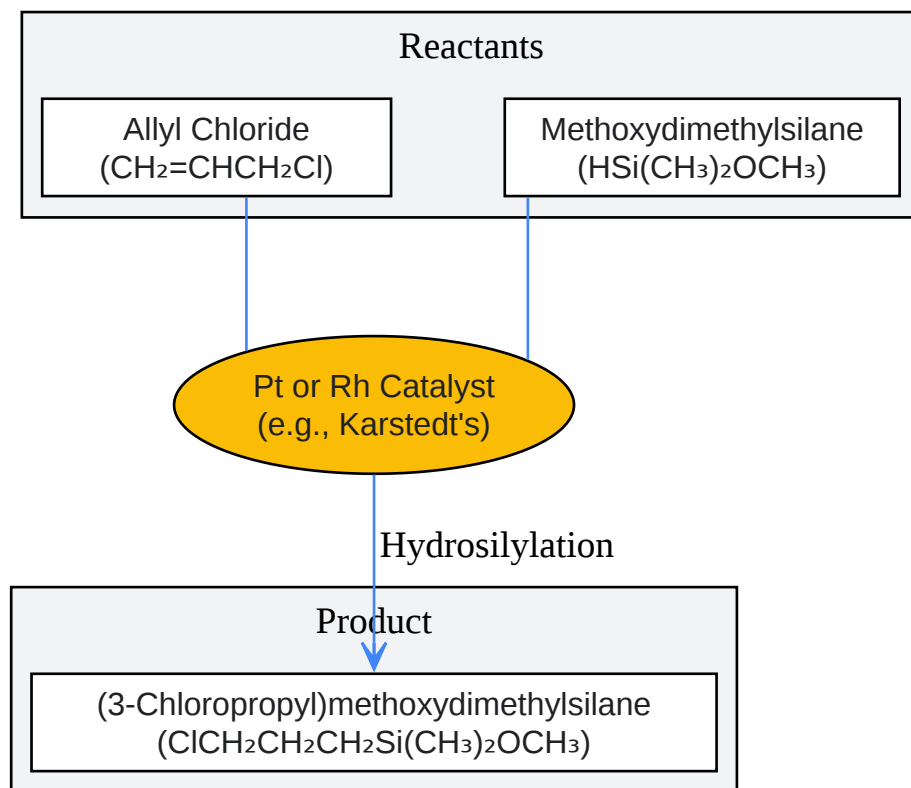 Reactants
Allyl Chloride
(CH₂=CHCH₂Cl)
Methoxydimethylsilane
(HSi(CH₃)₂OCH₃)
Pt or Rh Catalyst
(e.g., Karstedt's)
Hydrosilylation
Product
(3-Chloropropyl)methoxydimethylsilane
(ClCH₂CH₂CH₂Si(CH₃)₂OCH₃)